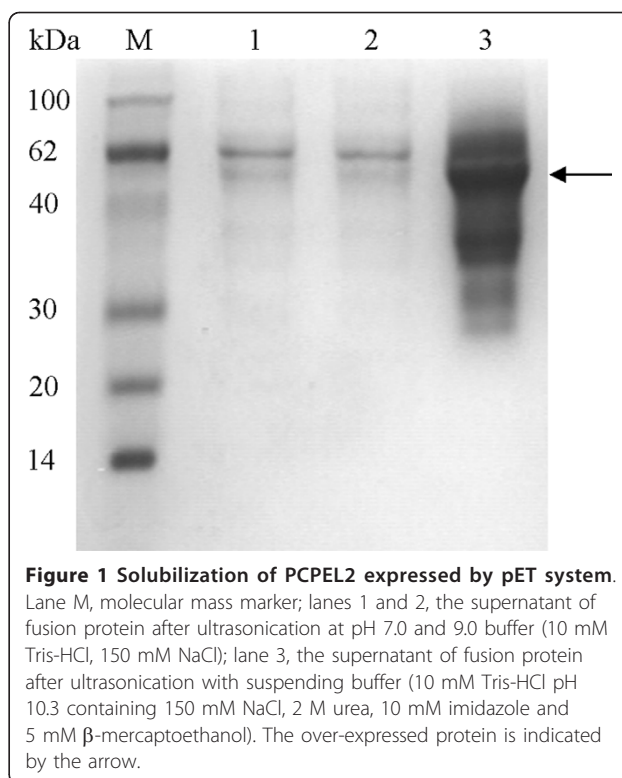 kDa M 1 2 3
100
62
40
30
20
14
Figure 1 Solubilization of PCPEL2 expressed by pET system.
Lane M, molecular mass marker; lanes 1 and 2, the supernatant of
fusion protein after ultrasonication at pH 7.0 and 9.0 buffer (10 mM
Tris-HCl, 150 mM NaCl); lane 3, the supernatant of fusion protein
after ultrasonication with suspending buffer (10 mM Tris-HCl pH
10.3 containing 150 mM NaCl, 2 M urea, 10 mM imidazole and
5 mM β-mercaptoethanol). The over-expressed protein is indicated
by the arrow.